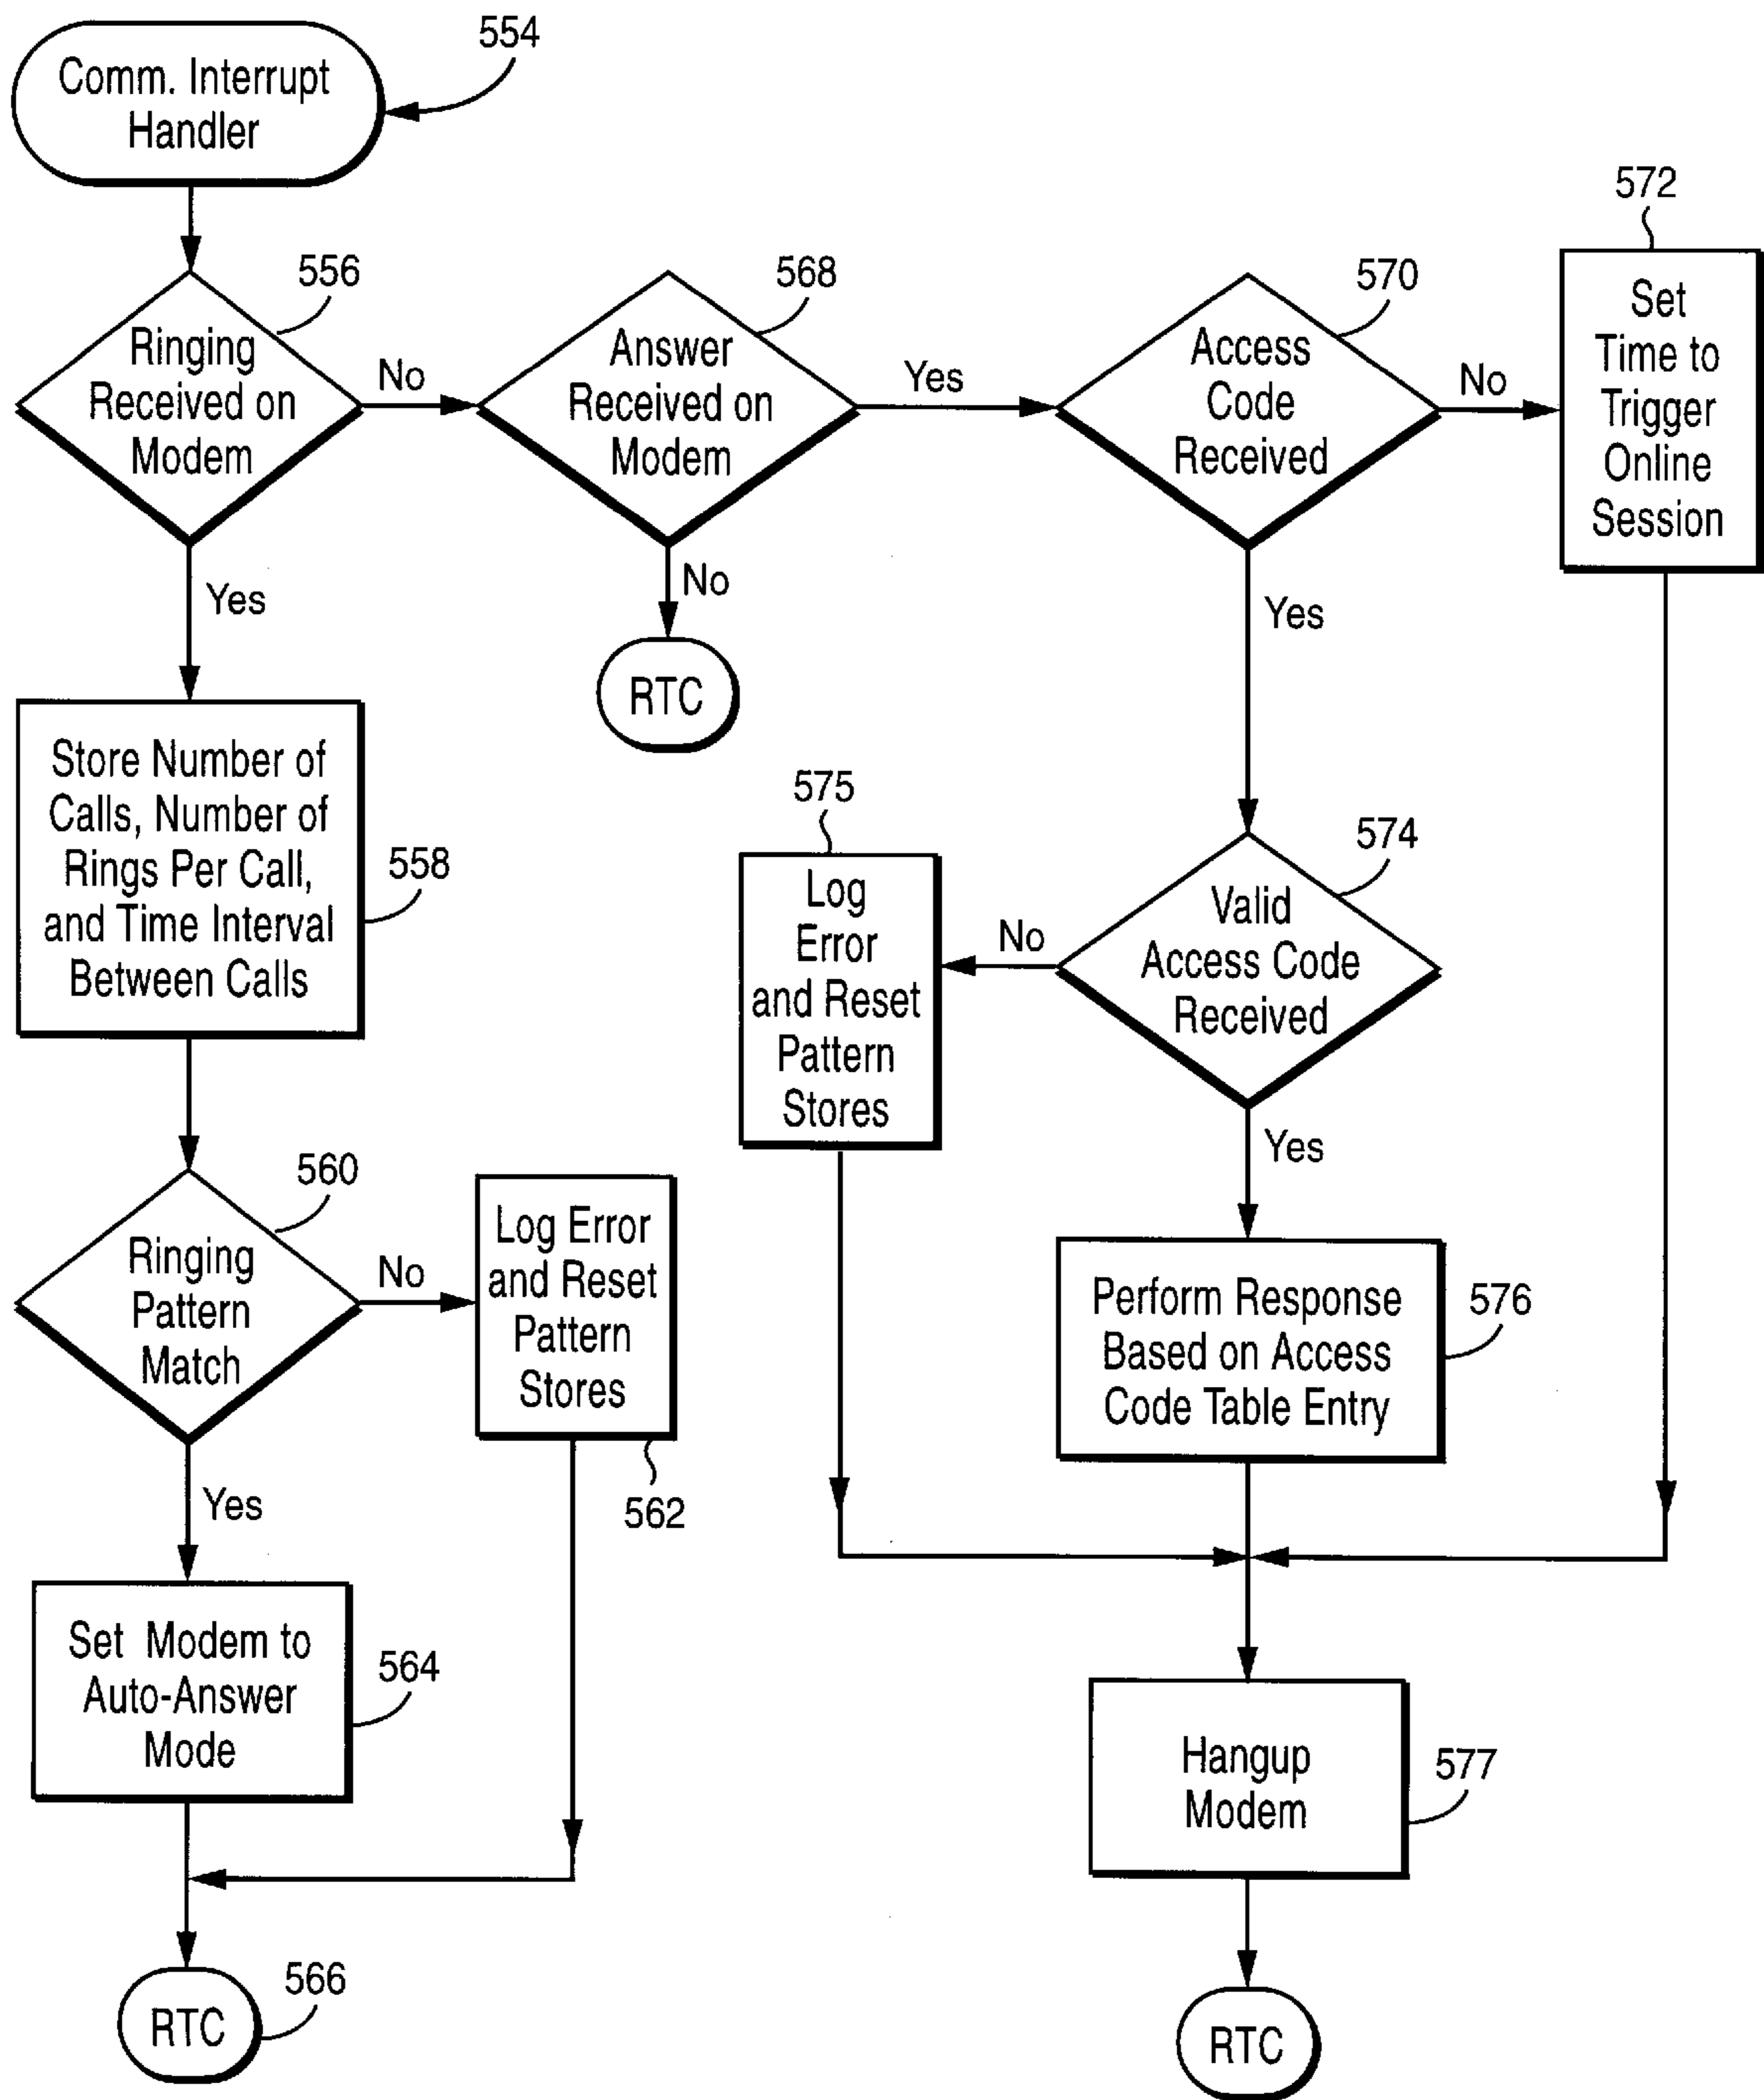 554
Comm. Interrupt
Handler
572
556
568
570
Ringing
Received on
Modem
No
Answer
Received on
Modem
Yes
Access
Code
Received
No
Set
Time to
Trigger
Online
Session
Yes
No
Yes
RTC
Store Number of
Calls, Number of
Rings Per Call,
and Time Interval
Between Calls
558
575
Log
Error
and Reset
Pattern
Stores
No
574
Valid
Access Code
Received
Yes
560
Ringing
Pattern
Match
No
Log Error
and Reset
Pattern
Stores
562
Perform Response
Based on Access
Code Table Entry
576
Yes
Set Modem to
Auto-Answer
Mode
564
Hangup
Modem
577
RTC
566
RTC